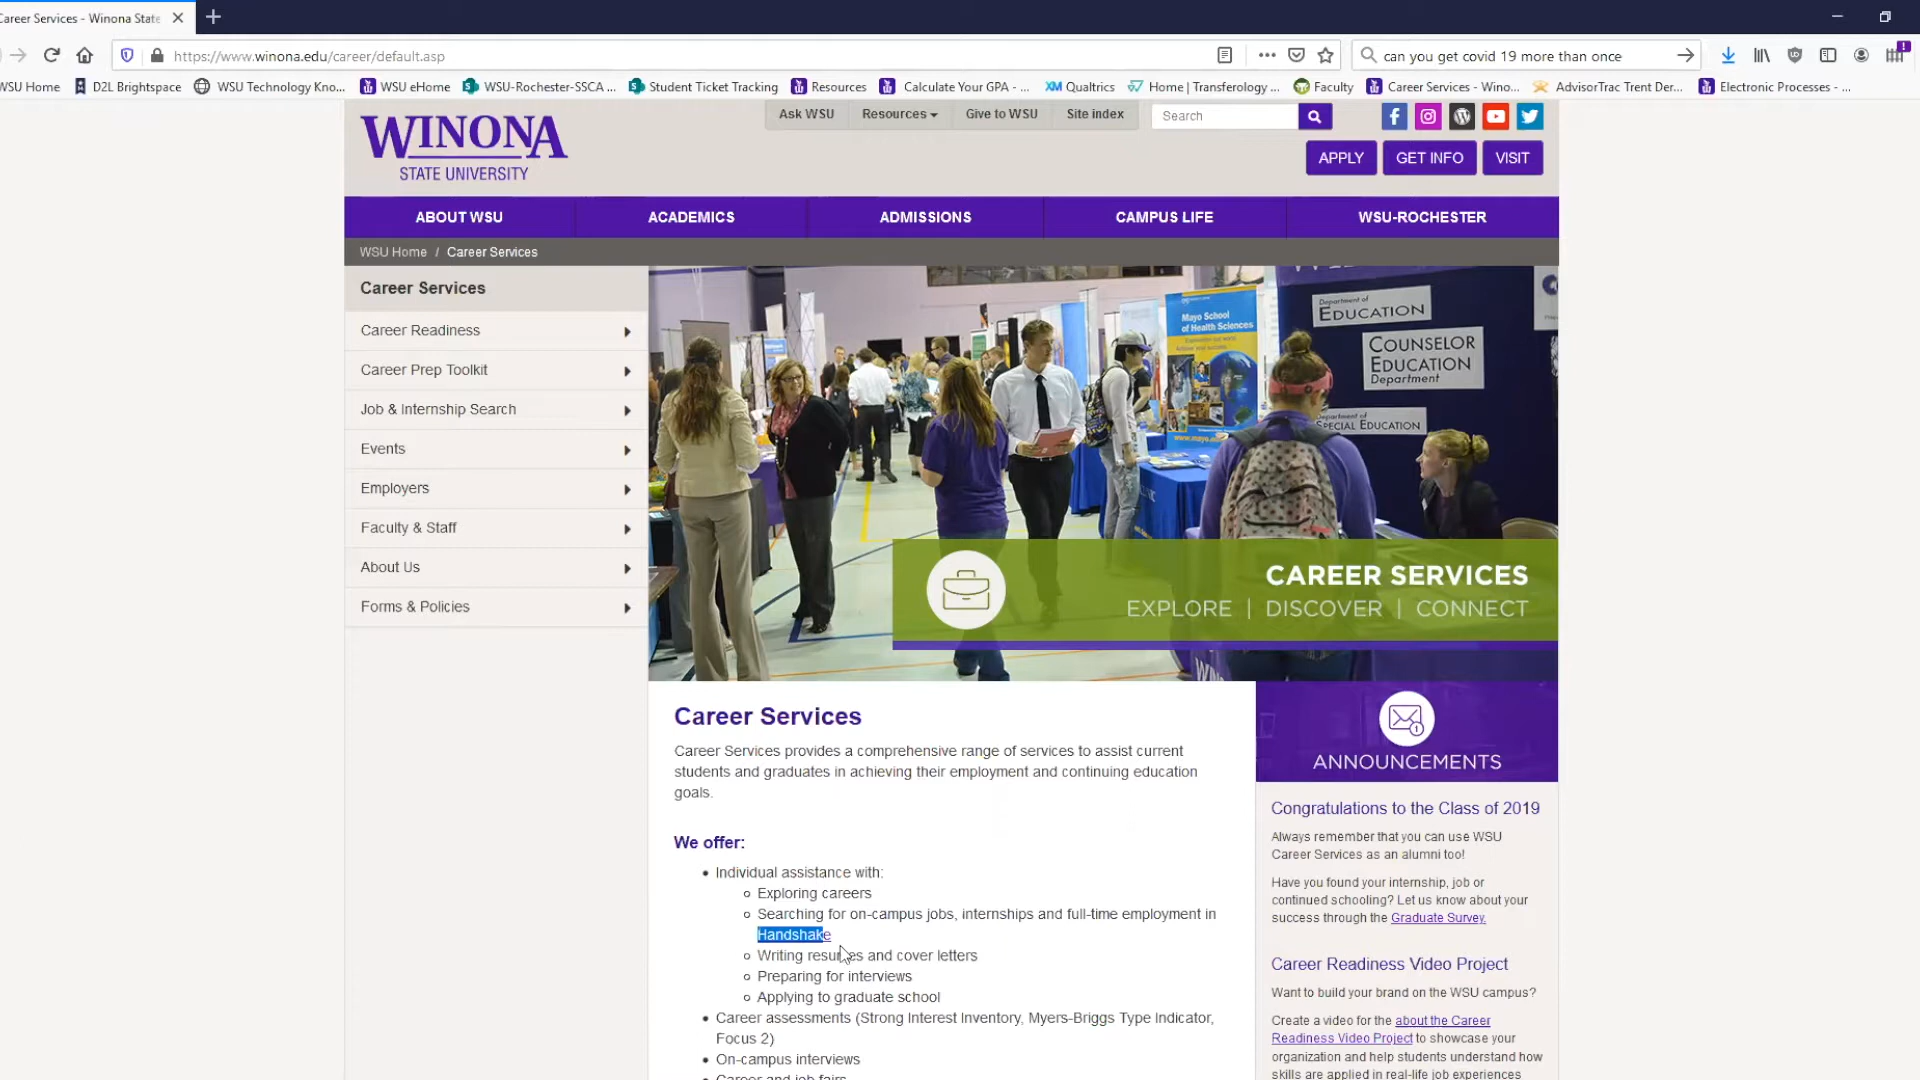 Career Services - Winona State
https://www.winona.edu/career/default.asp
can you get covid 19 more than once
WSU Home
D2L Brightspace
WSU Technology Kno...
WSU eHome
WSU-Rochester-SSCA ...
Student Ticket Tracking
Resources
Calculate Your GPA - ...
XM Qualtrics
Home | Transferology ...
Faculty
Career Services - Wino...
AdvisorTrac Trent Der...
Electronic Processes - ...
WINONA
STATE UNIVERSITY
Ask WSU
Resources
Give to WSU
Site index
Search
APPLY
GET INFO
VISIT
ABOUT WSU
ACADEMICS
ADMISSIONS
CAMPUS LIFE
WSU-ROCHESTER
WSU Home / Career Services
Career Services
Career Readiness
Career Prep Toolkit
Job & Internship Search
Events
Employers
Faculty & Staff
About Us
Forms & Policies
Mayo School
of Health Sciences
Department of
EDUCATION
COUNSELOR
EDUCATION
Department
Department of
SPECIAL EDUCATION
CAREER SERVICES
EXPLORE | DISCOVER | CONNECT
Career Services
Career Services provides a comprehensive range of services to assist current
students and graduates in achieving their employment and continuing education
goals.
We offer:
• Individual assistance with:
Exploring careers
Searching for on-campus jobs, internships and full-time employment in
Handshake
Writing resumes and cover letters
Preparing for interviews
Applying to graduate school
• Career assessments (Strong Interest Inventory, Myers-Briggs Type Indicator,
Focus 2)
• On-campus interviews
Career and job fairs
ANNOUNCEMENTS
Congratulations to the Class of 2019
Always remember that you can use WSU
Career Services as an alumni too!
Have you found your internship, job or
continued schooling? Let us know about your
success through the Graduate Survey.
Career Readiness Video Project
Want to build your brand on the WSU campus?
Create a video for the about the Career
Readiness Video Project to showcase your
organization and help students understand how
skills are applied in real-life job experiences